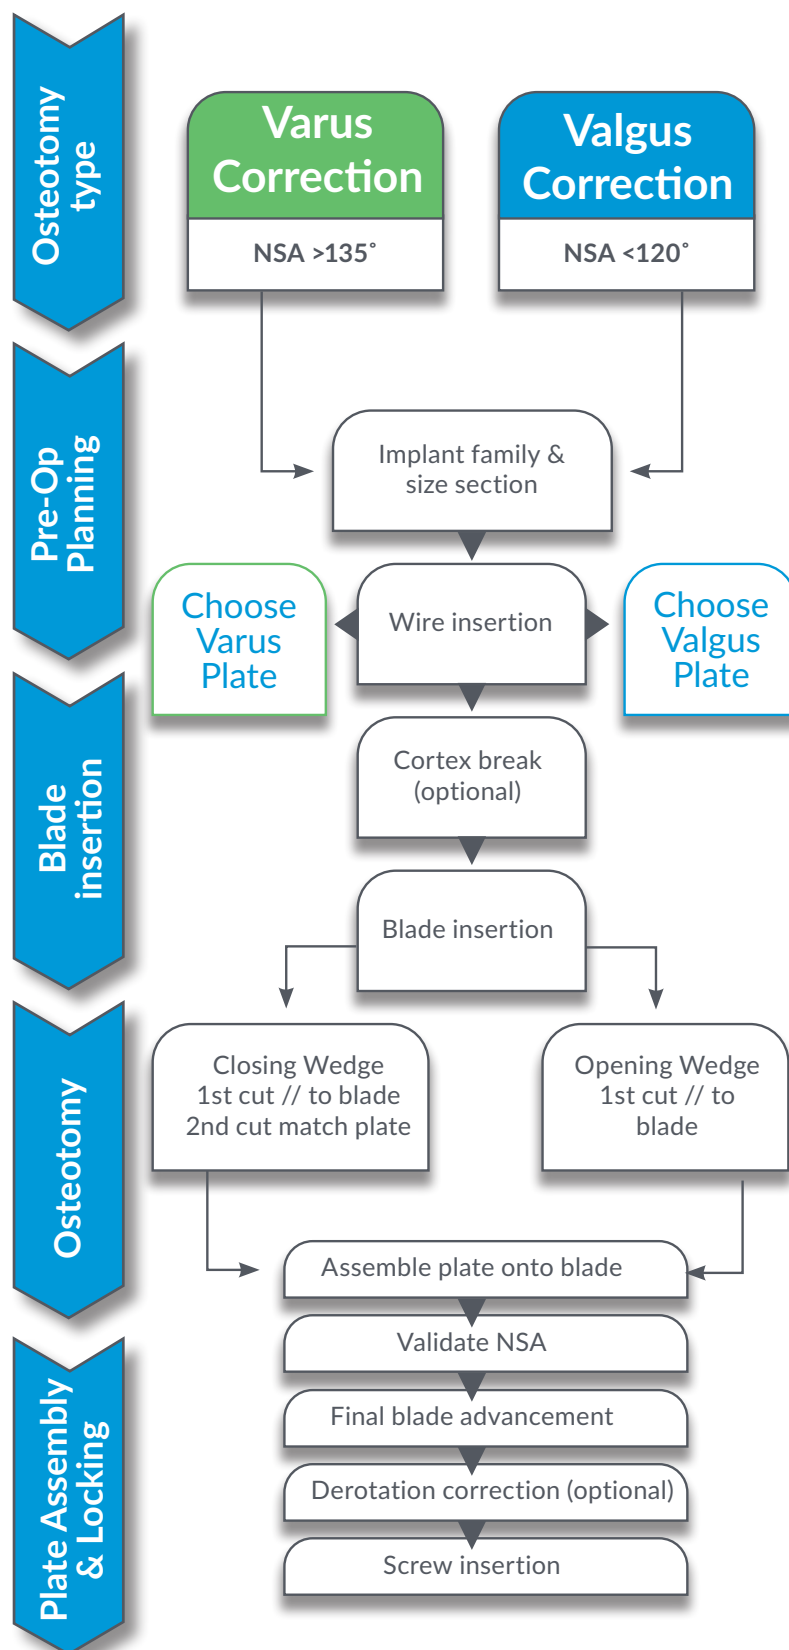 Osteotomy
type
Varus
Correction
NSA >135˚
Valgus
Correction
NSA <120˚
Pre-Op
Planning
Implant family &
size section
Choose
Varus
Plate
Wire insertion
Choose
Valgus
Plate
Blade
insertion
Cortex break
(optional)
Blade insertion
Osteotomy
Closing Wedge
1st cut // to blade
2nd cut match plate
Opening Wedge
1st cut // to
blade
Plate Assembly
& Locking
Assemble plate onto blade
Validate NSA
Final blade advancement
Derotation correction (optional)
Screw insertion